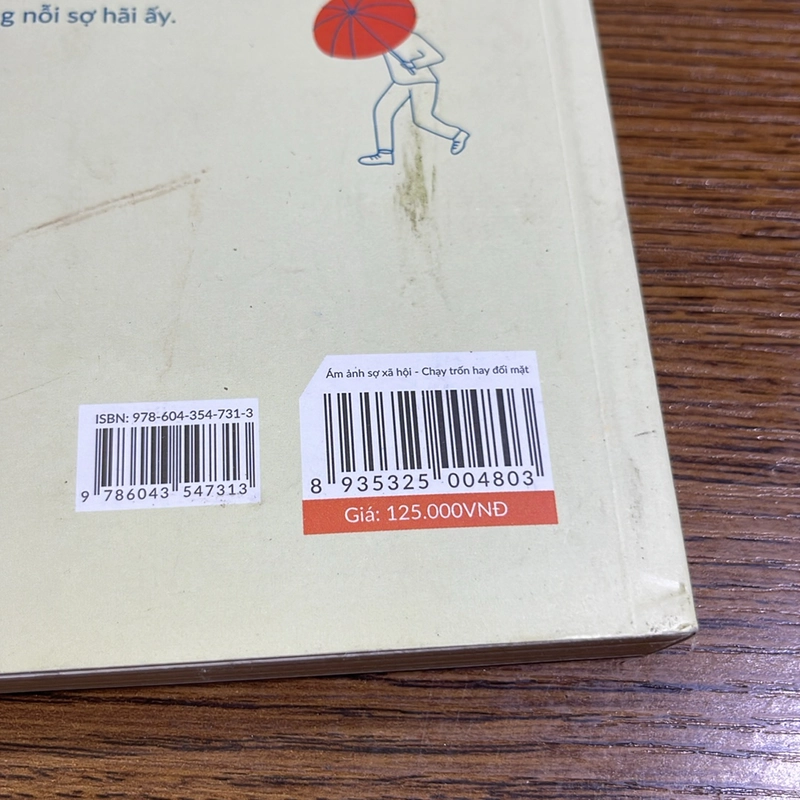 g nỗi sợ hãi ấy.
Ám ảnh sợ xã hội - Chạy trốn hay đối mặt
ISBN: 978-604-354-731-3
9 786043 547313
8 935325 004803
Giá: 125.000VNĐ